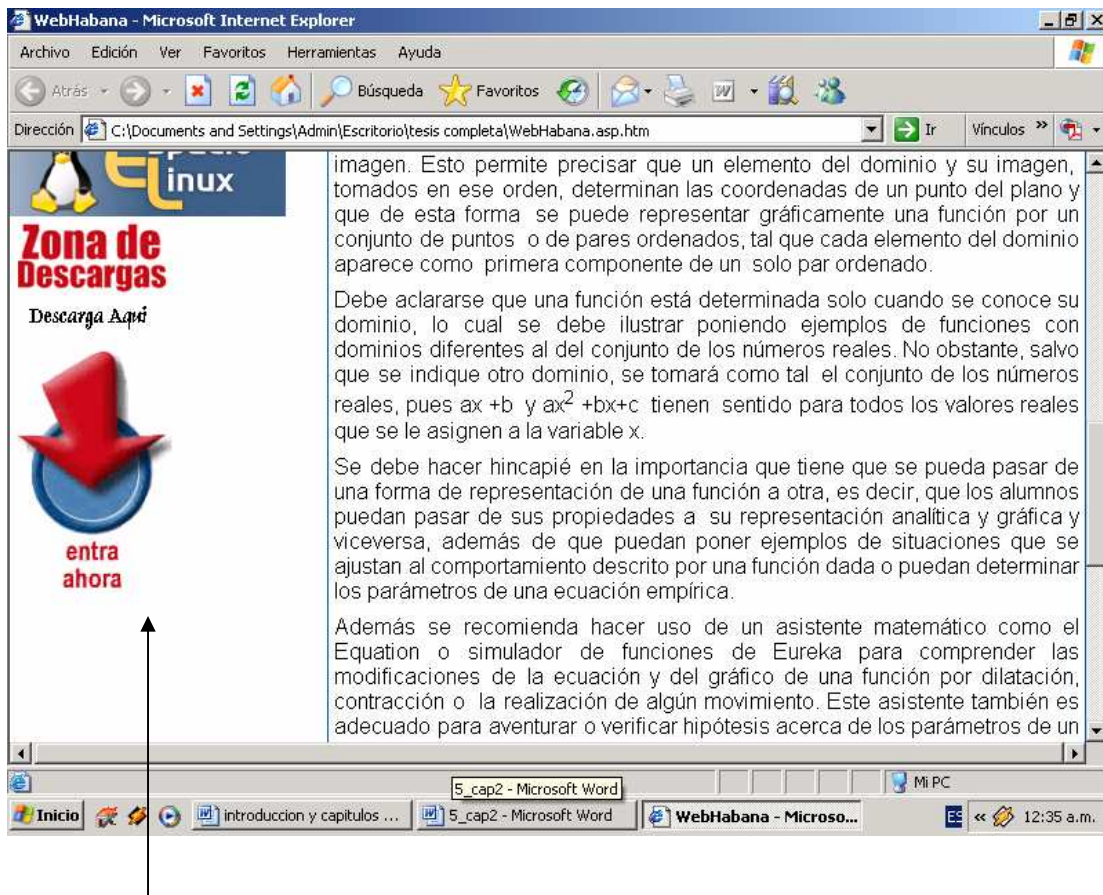 WebHabana - Microsoft Internet Explorer
Archivo Edición Ver Favoritos Herramientas Ayuda
Atrás Búsqueda Favoritos
Dirección C:\Documents and Settings\Admin\Escritorio\tesis completa\WebHabana.asp.htm Ir Vínculos »
Espacio
Linux
Zona de
Descargas
Descarga Aquí
entra
ahora
imagen. Esto permite precisar que un elemento del dominio y su imagen,
tomados en ese orden, determinan las coordenadas de un punto del plano y
que de esta forma se puede representar gráficamente una función por un
conjunto de puntos o de pares ordenados, tal que cada elemento del dominio
aparece como primera componente de un solo par ordenado.
Debe aclararse que una función está determinada solo cuando se conoce su
dominio, lo cual se debe ilustrar poniendo ejemplos de funciones con
dominios diferentes al del conjunto de los números reales. No obstante, salvo
que se indique otro dominio, se tomará como tal el conjunto de los números
reales, pues ax +b y ax² +bx+c tienen sentido para todos los valores reales
que se le asignen a la variable x.
Se debe hacer hincapié en la importancia que tiene que se pueda pasar de
una forma de representación de una función a otra, es decir, que los alumnos
puedan pasar de sus propiedades a su representación analítica y gráfica y
viceversa, además de que puedan poner ejemplos de situaciones que se
ajustan al comportamiento descrito por una función dada o puedan determinar
los parámetros de una ecuación empírica.
Además se recomienda hacer uso de un asistente matemático como el
Equation o simulador de funciones de Eureka para comprender las
modificaciones de la ecuación y del gráfico de una función por dilatación,
contracción o la realización de algún movimiento. Este asistente también es
adecuado para aventurar o verificar hipótesis acerca de los parámetros de un
5_cap2 - Microsoft Word
Mi PC
Inicio introduccion y capitulos ... 5_cap2 - Microsoft Word WebHabana - Microso... ES « 12:35 a.m.